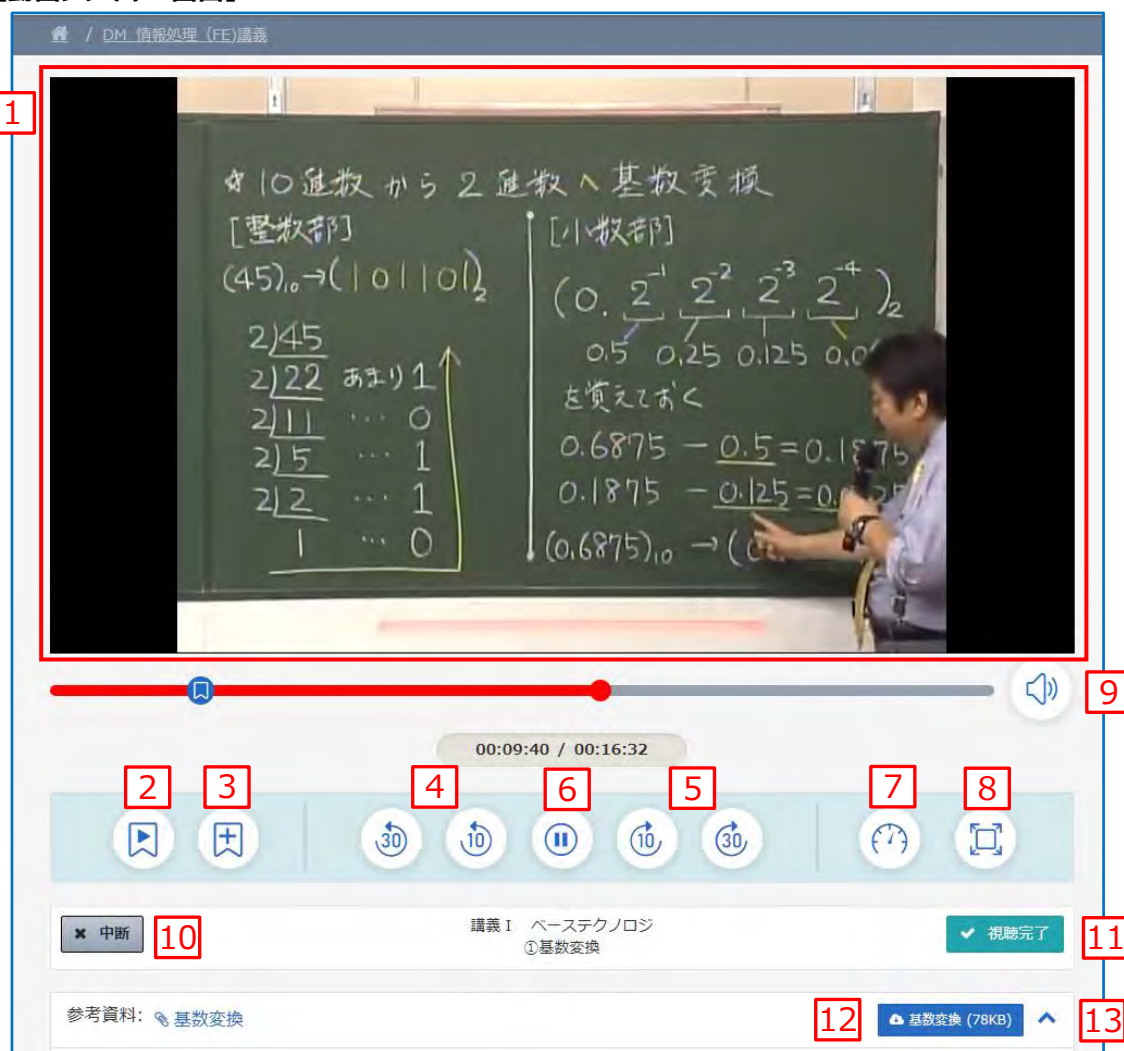 / DM 情報処理 (FE)講義
1
☆10進数から2進数へ基数変換
[整数部]
(45)₁₀→(101101)₂
2)45
2)22 あまり1
2)11 … 0
2)5 … 1
2)2 … 1
1 … 0
[小数部]
(0. 2⁻¹ 2⁻² 2⁻³ 2⁻⁴ )₂
0.5 0.25 0.125 0.0
を覚えておく
0.6875 - 0.5 = 0.1875
0.1875 - 0.125 = 0.
(0.6875)₁₀ → (
9
00:09:40 / 00:16:32
2 3 4 6 5 7 8
30 10 10 30
✖ 中断
10
講義Ⅰ ベーステクノロジ
①基数変換
✔ 視聴完了
11
参考資料: 基数変換
12
基数変換 (78KB)
13